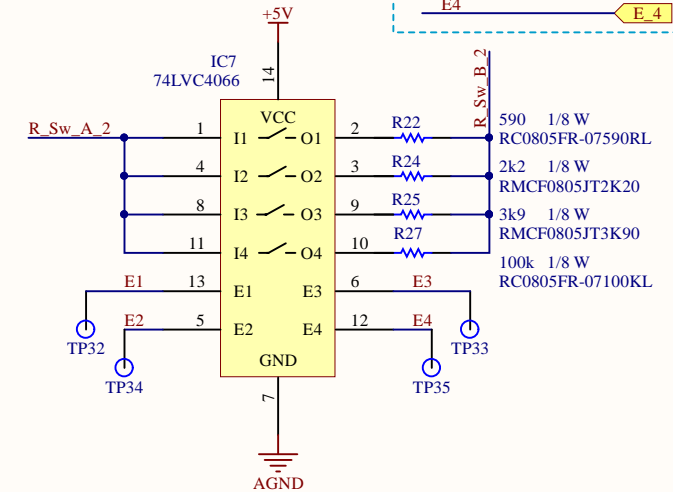 +5V
E4
E_4
IC7
74LVC4066
14
R_Sw_B_2
VCC
R_Sw_A_2
1
I1
O1
2
R22
590 1/8 W
RC0805FR-07590RL
4
I2
O2
3
R24
2k2 1/8 W
RMCF0805JT2K20
8
I3
O3
9
R25
3k9 1/8 W
RMCF0805JT3K90
11
I4
O4
10
R27
100k 1/8 W
RC0805FR-07100KL
E1
13
E1
E3
6
E3
E2
5
E2
E4
12
E4
TP32
TP33
TP34
TP35
GND
7
AGND